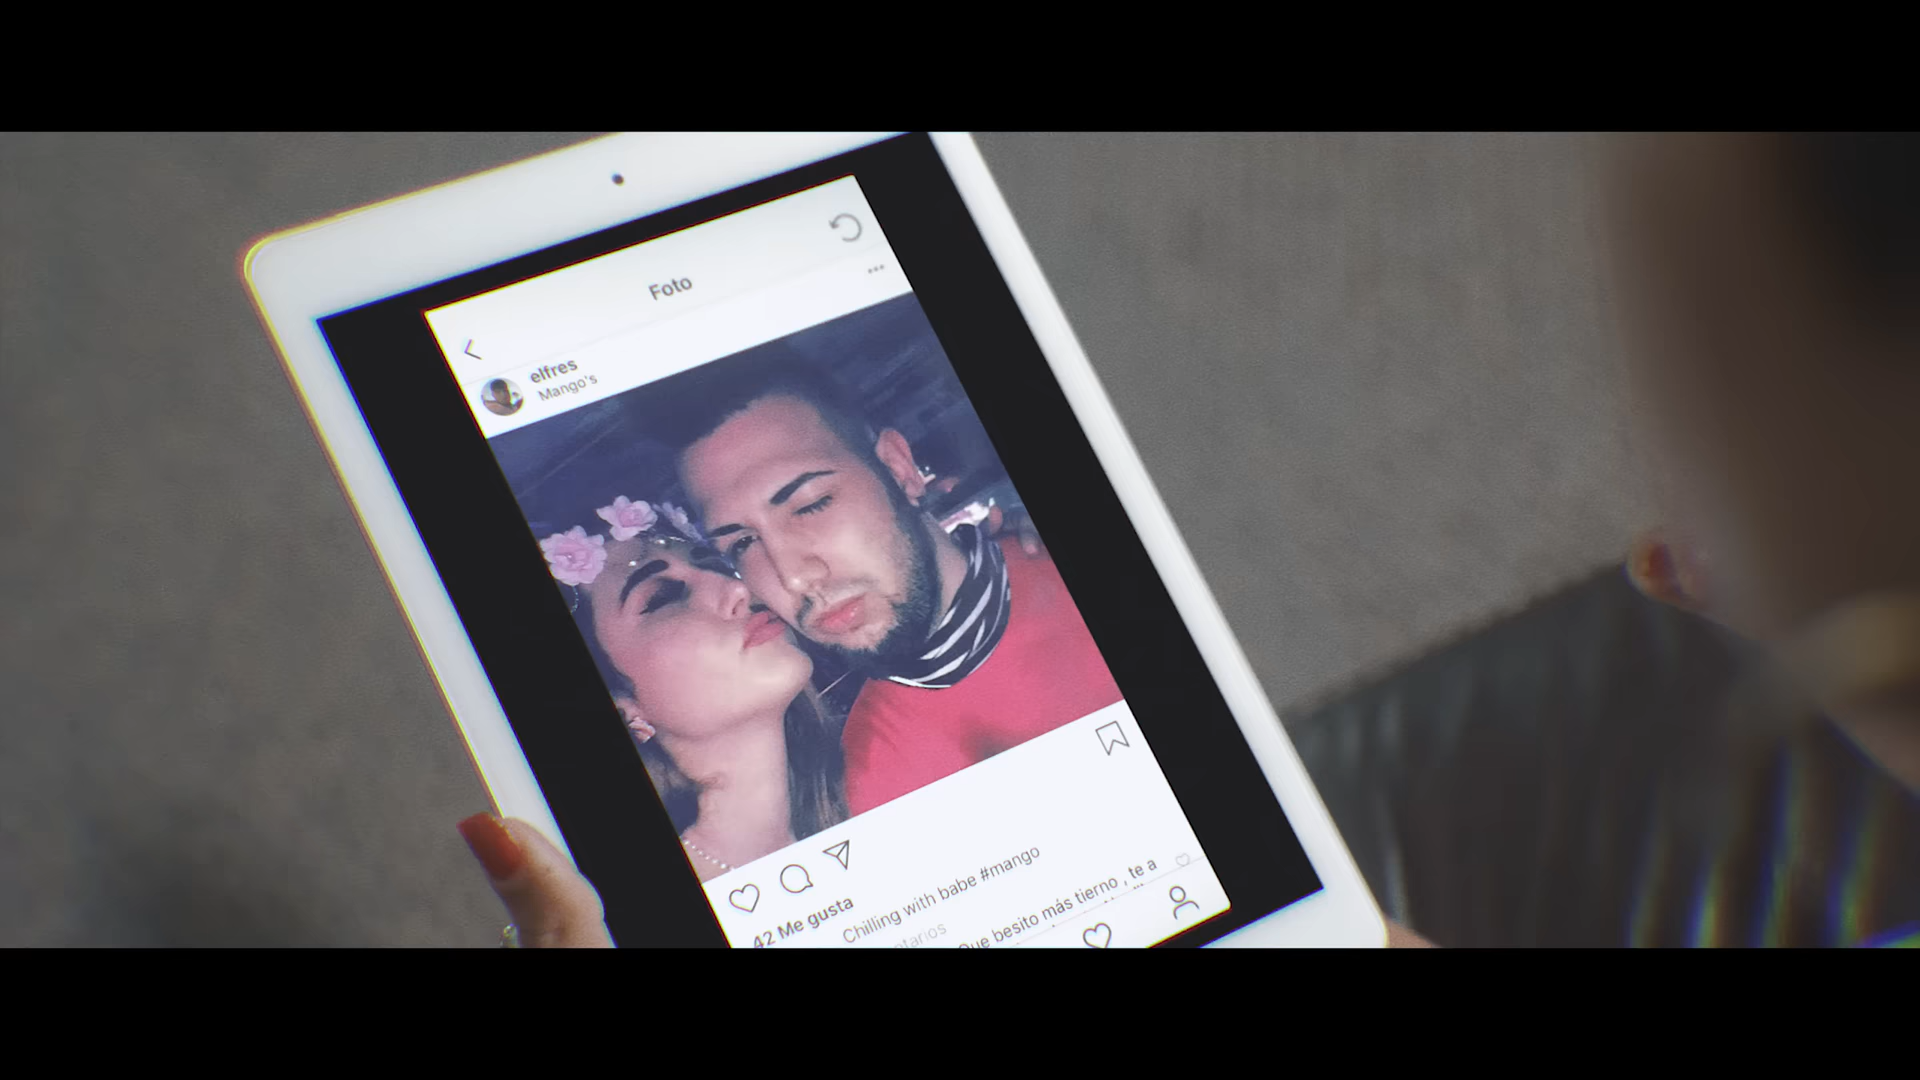 Foto
elfres
Mango's
42 Me gusta
Chilling with babe #mango
Que besito más tierno , te a